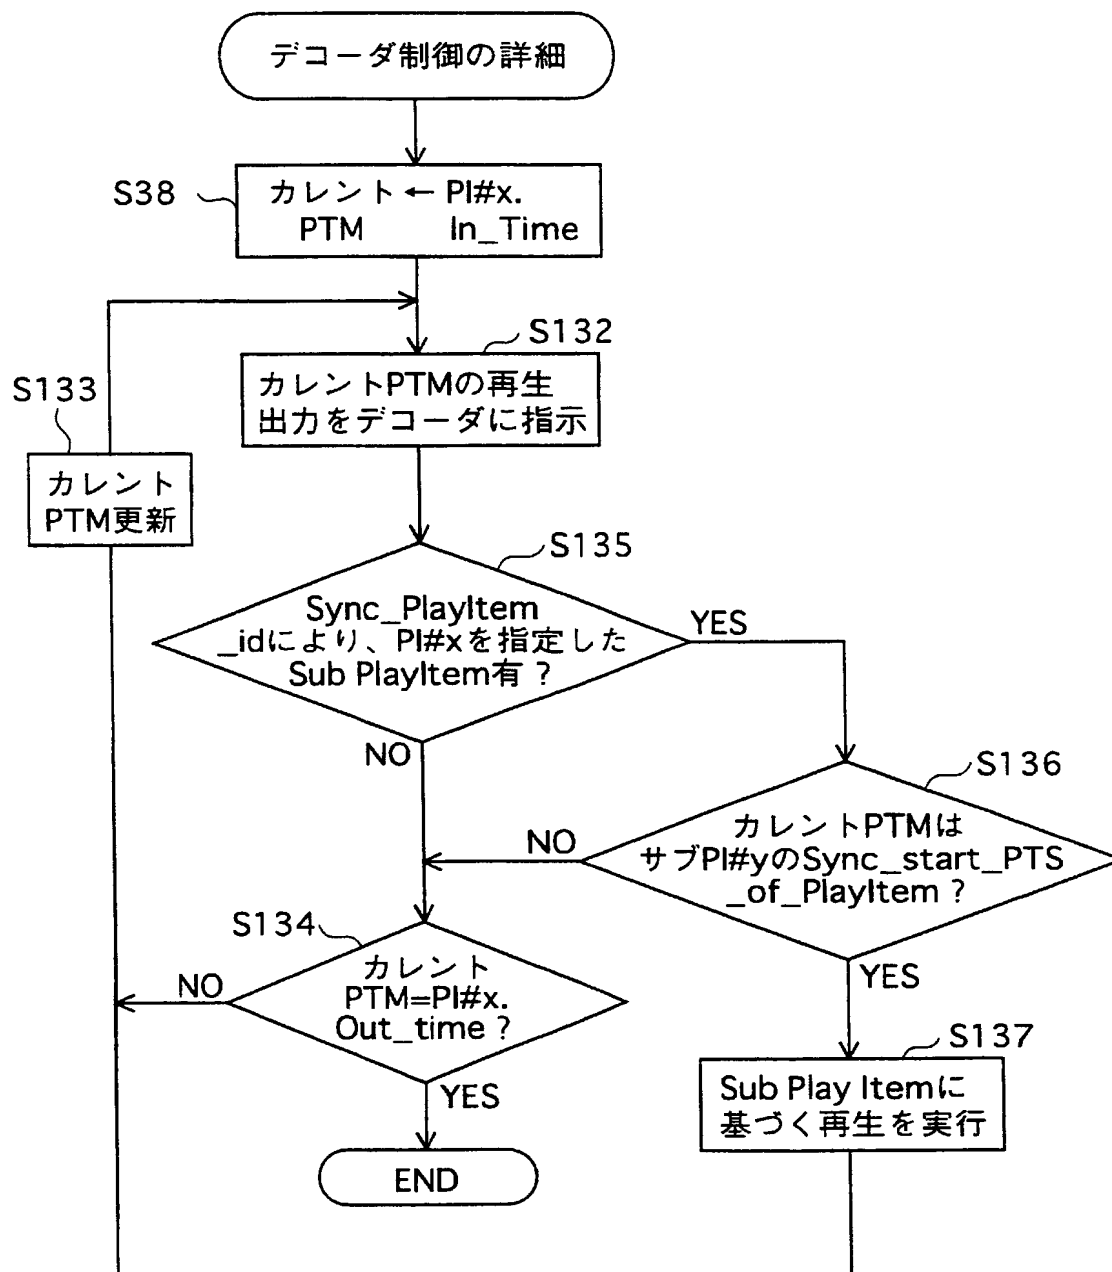 デコーダ制御の詳細
S38
カレント ← PI#x.
PTM In_Time
S132
カレントPTMの再生
出力をデコーダに指示
S133
カレント
PTM更新
S135
Sync_PlayItem
_idにより、PI#xを指定した
Sub PlayItem有？
YES
NO
S136
カレントPTMは
サブPI#yのSync_start_PTS
_of_PlayItem？
NO
YES
S134
カレント
PTM=PI#x.
Out_time？
NO
YES
S137
Sub Play Itemに
基づく再生を実行
END